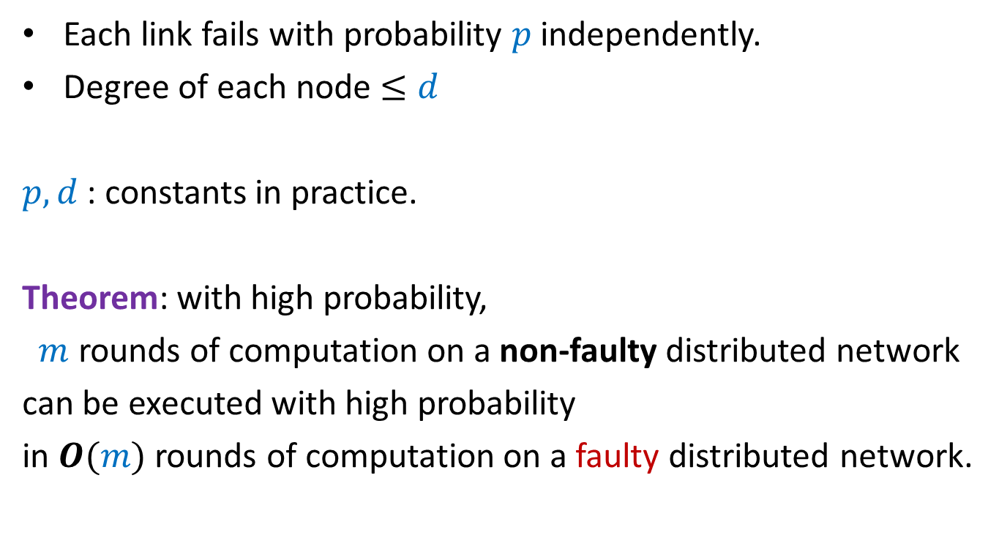 • Each link fails with probability p independently.
• Degree of each node ≤ d
p, d : constants in practice.
Theorem: with high probability,
m rounds of computation on a non-faulty distributed network
can be executed with high probability
in O(m) rounds of computation on a faulty distributed network.